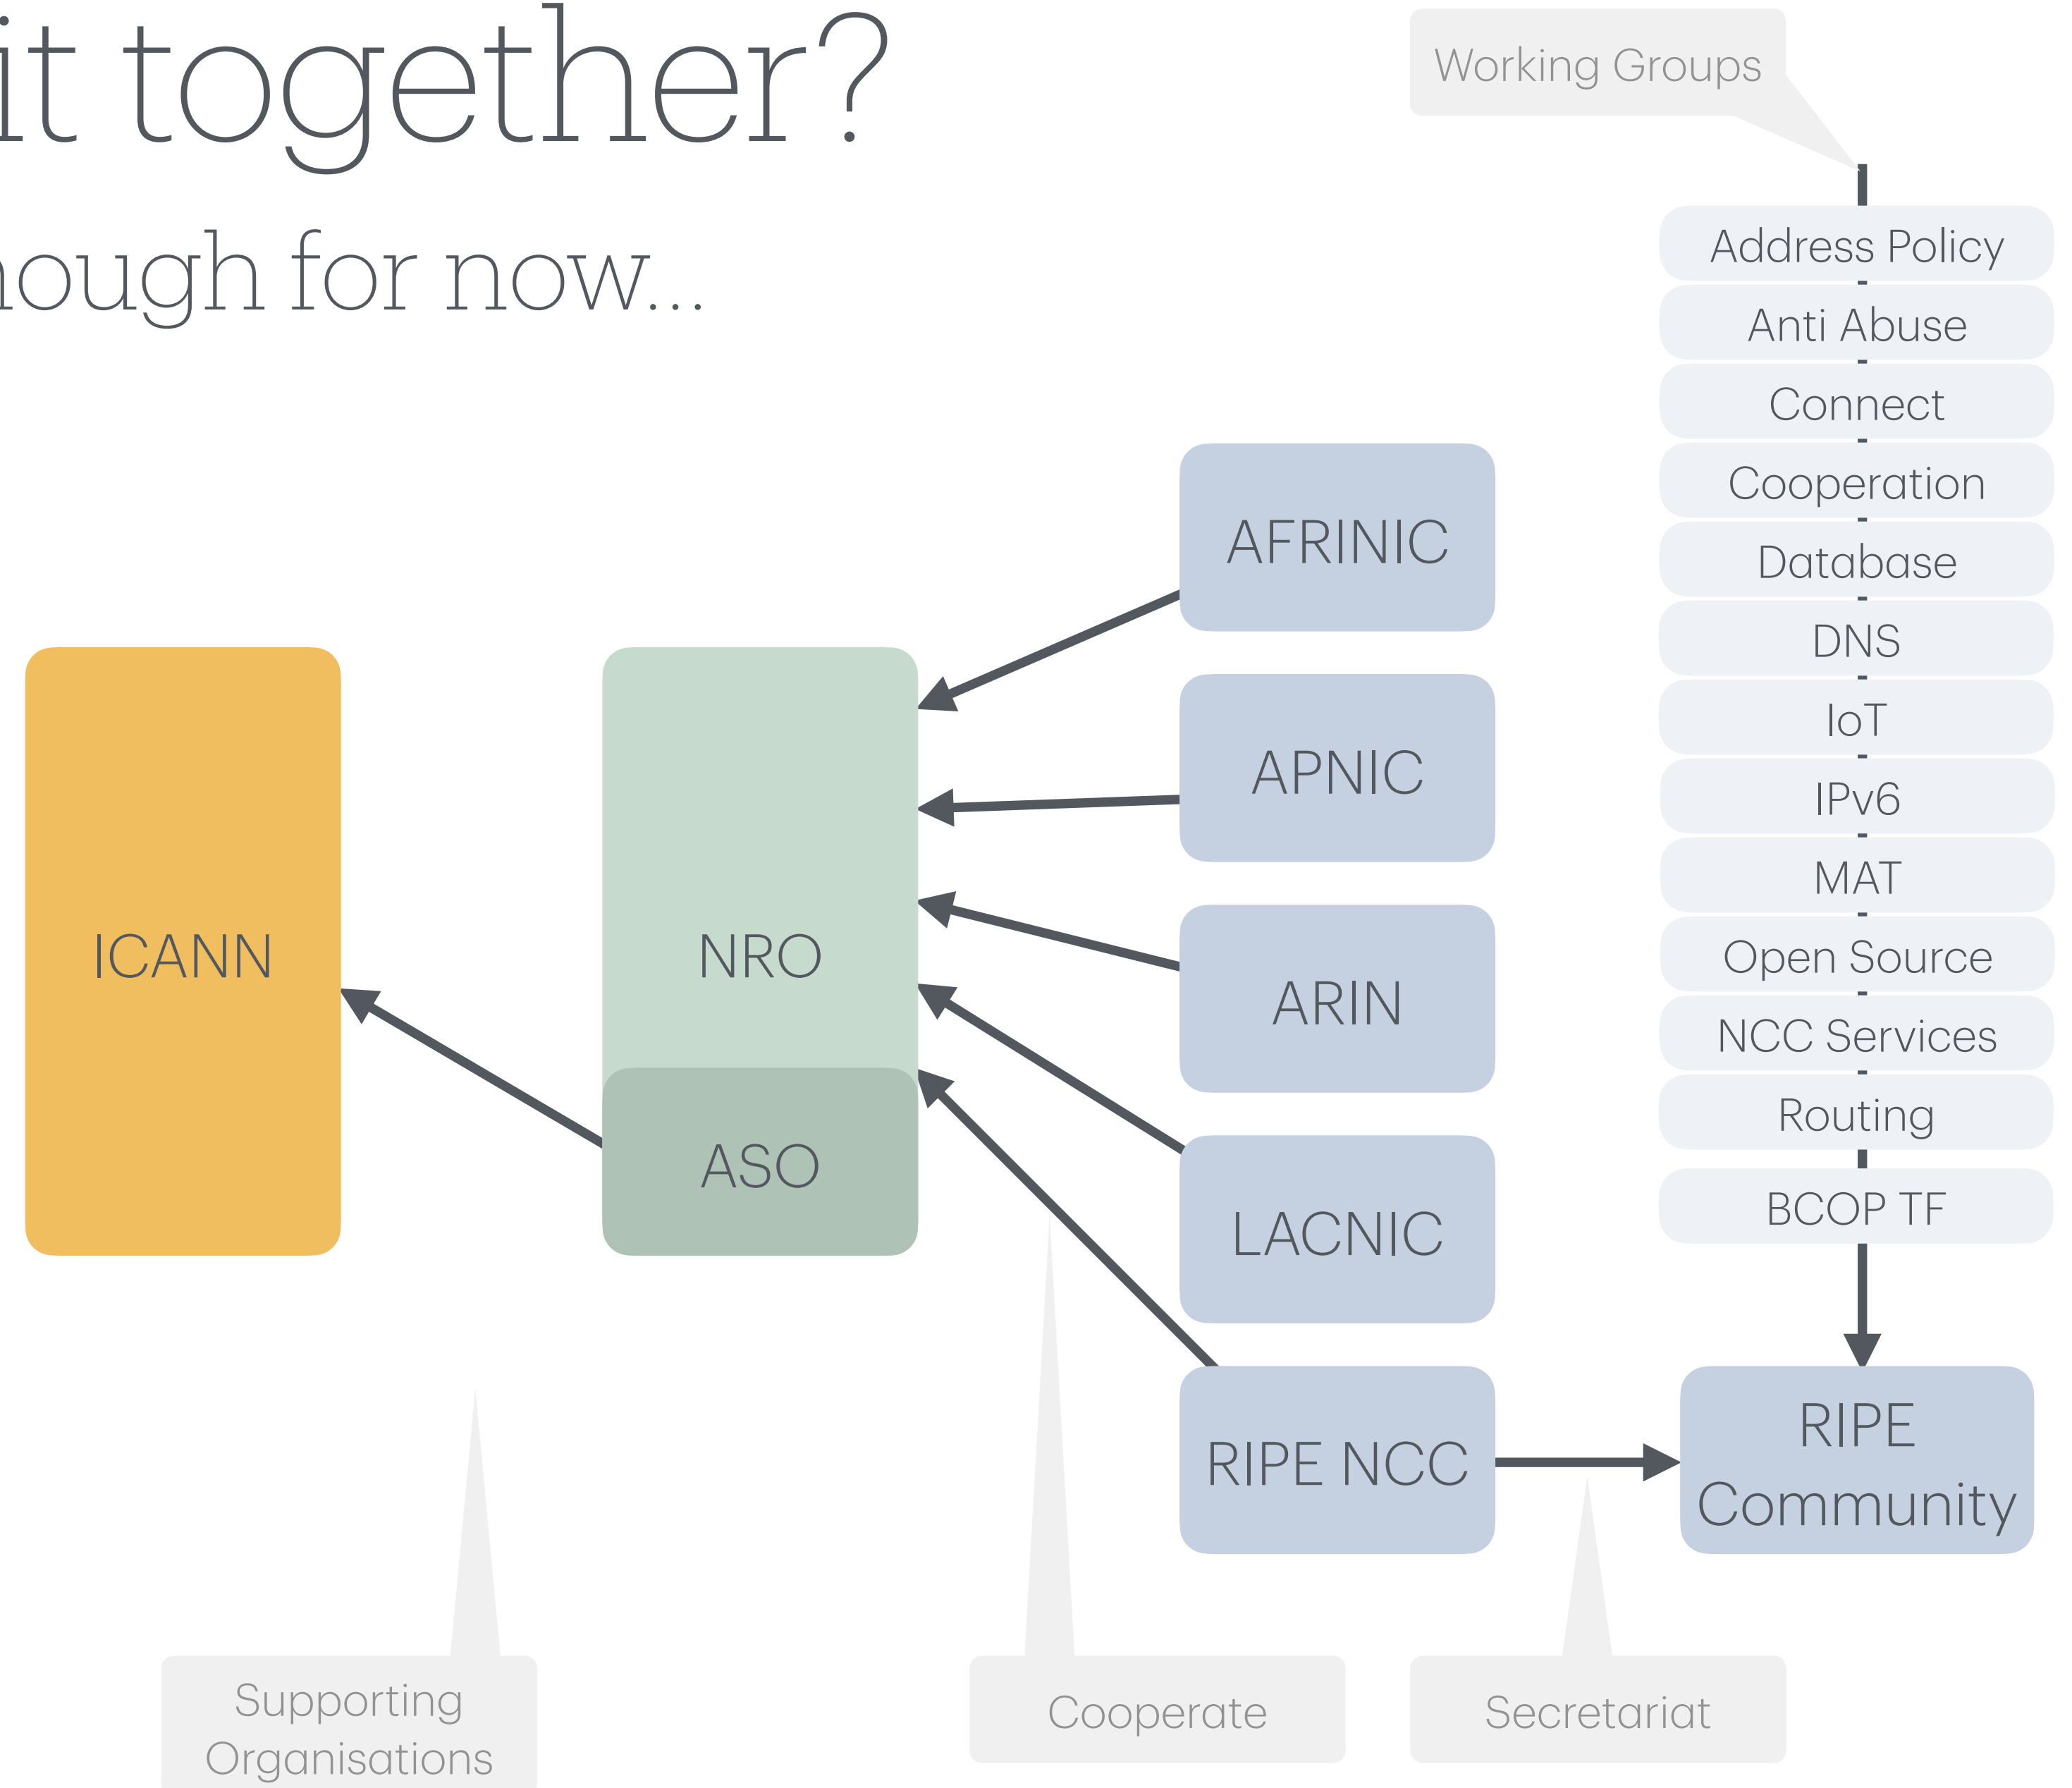 it together?
nough for now...
Working Groups
Address Policy
Anti Abuse
Connect
Cooperation
Database
DNS
IoT
IPv6
MAT
Open Source
NCC Services
Routing
BCOP TF
AFRINIC
APNIC
ARIN
LACNIC
RIPE NCC
ICANN
NRO
ASO
RIPE
Community
Supporting
Organisations
Cooperate
Secretariat